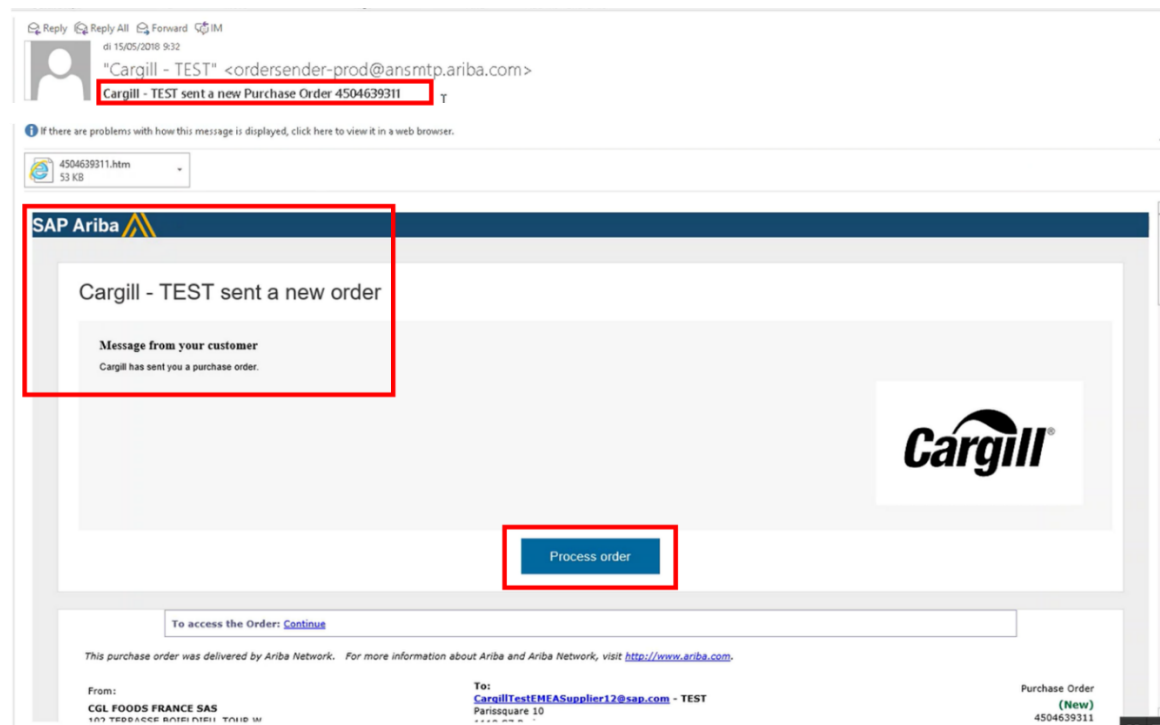 Reply Reply All Forward IM
di 15/05/2018 9:32
"Cargill - TEST" <ordersender-prod@ansmtp.ariba.com>
Cargill - TEST sent a new Purchase Order 4504639311
If there are problems with how this message is displayed, click here to view it in a web browser.
4504639311.htm
53 KB
SAP Ariba
Cargill - TEST sent a new order
Message from your customer
Cargill has sent you a purchase order.
Cargill®
Process order
To access the Order: Continue
This purchase order was delivered by Ariba Network. For more information about Ariba and Ariba Network, visit http://www.ariba.com.
From:
CGL FOODS FRANCE SAS
102 TERRASSE BOIELDIEU, TOUR W
To:
CargillTestEMEASupplier12@sap.com - TEST
Parissquare 10
Purchase Order
(New)
4504639311